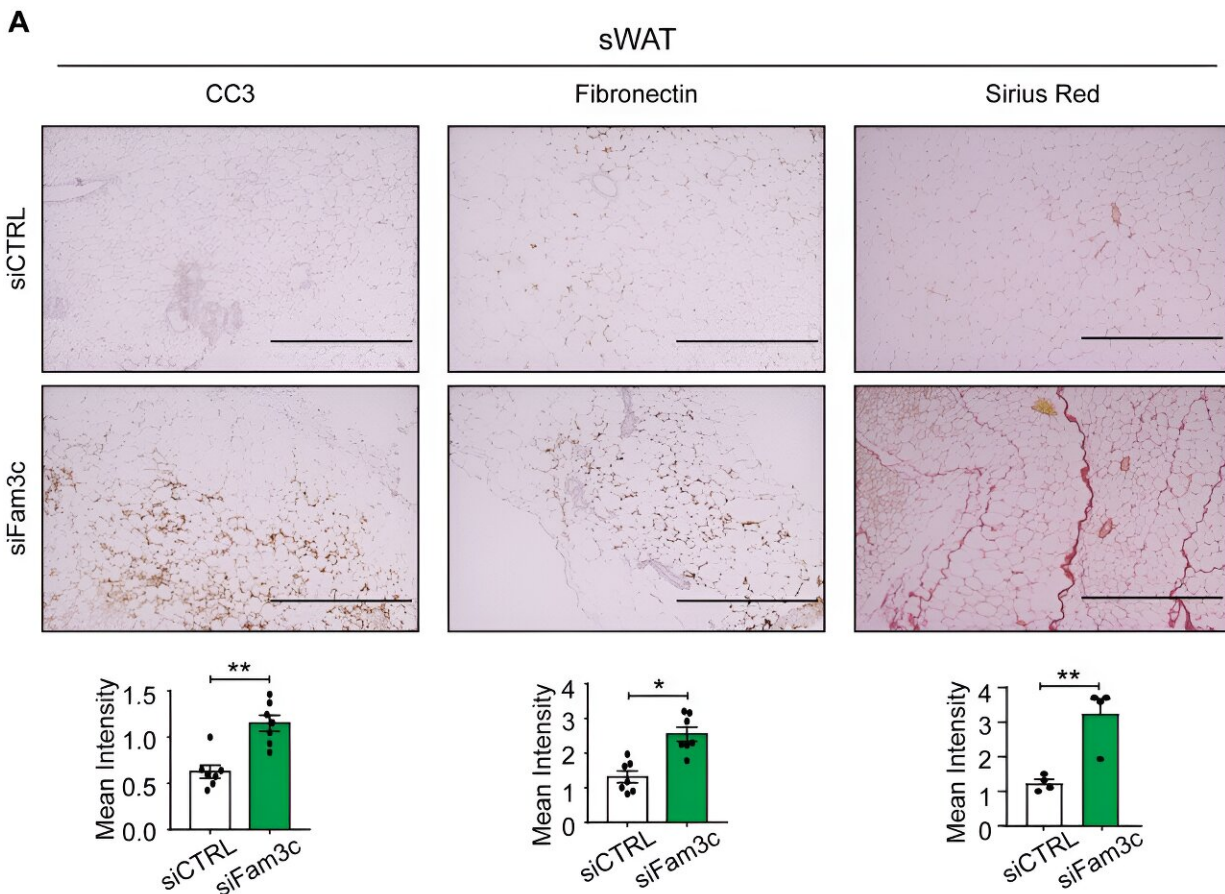 A
sWAT
CC3 Fibronectin Sirius Red
siCTRL
siFam3c
** * **
Mean Intensity
1.5
1.0
0.5
0.0
siCTRL siFam3c
Mean Intensity
4
3
2
1
0
siCTRL siFam3c
Mean Intensity
4
3
2
1
0
siCTRL siFam3c